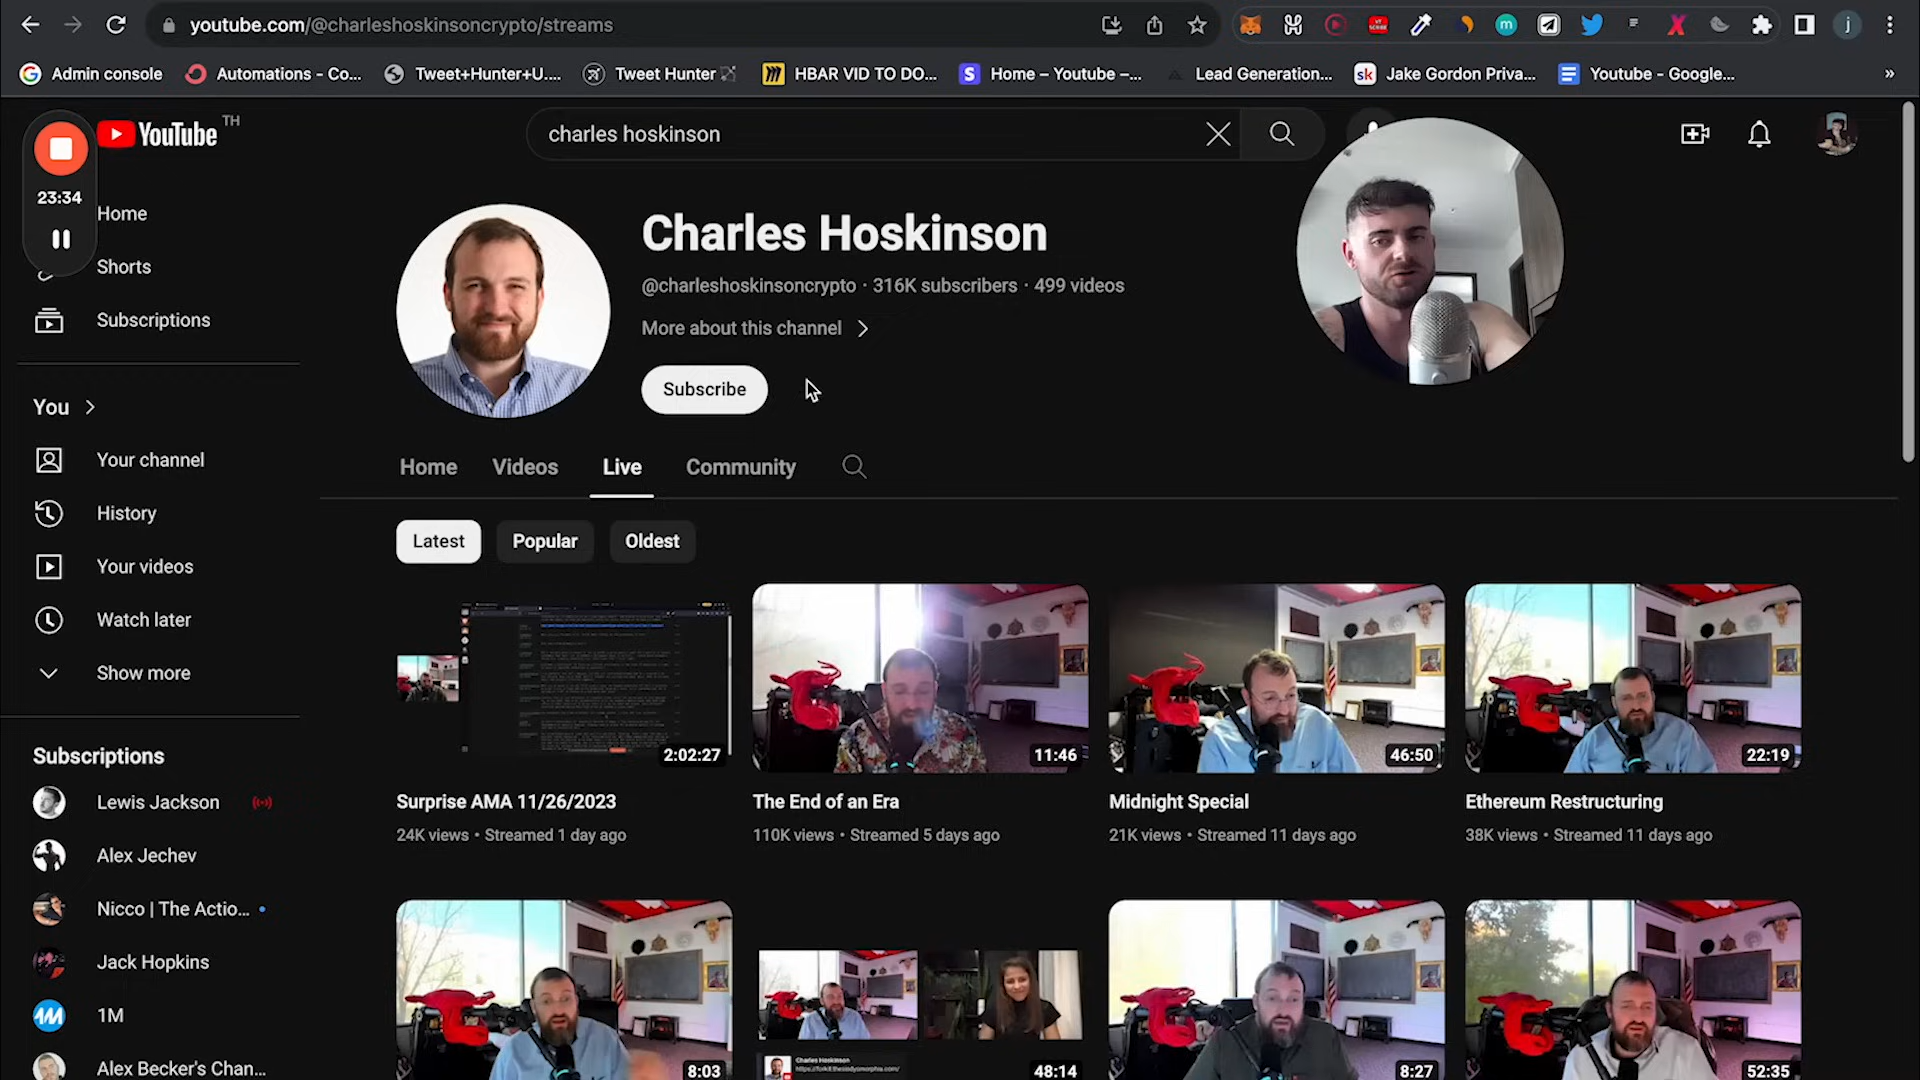 youtube.com/@charleshoskinsoncrypto/streams
Admin console
Automations - Co...
Tweet+Hunter+U....
Tweet Hunter
HBAR VID TO DO...
Home – Youtube –...
Lead Generation...
Jake Gordon Priva...
Youtube - Google...
»
YouTube TH
charles hoskinson
23:34
Home
Shorts
Subscriptions
You
Your channel
History
Your videos
Watch later
Show more
Subscriptions
Lewis Jackson
Alex Jechev
Nicco | The Actio...
Jack Hopkins
1M
Alex Becker's Chan...
Charles Hoskinson
@charleshoskinsoncrypto · 316K subscribers · 499 videos
More about this channel
Subscribe
Home Videos Live Community
Latest Popular Oldest
2:02:27
11:46
46:50
22:19
Surprise AMA 11/26/2023
24K views • Streamed 1 day ago
The End of an Era
110K views • Streamed 5 days ago
Midnight Special
21K views • Streamed 11 days ago
Ethereum Restructuring
38K views • Streamed 11 days ago
8:03
Charles Hoskinson
48:14
8:27
52:35